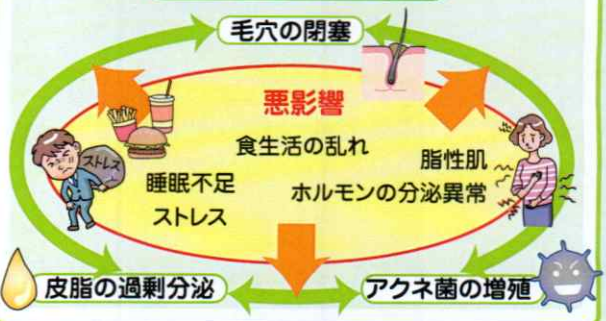 毛穴の閉塞
悪影響
食生活の乱れ
脂性肌
睡眠不足
ホルモンの分泌異常
ストレス
ストレス
皮脂の過剰分泌
アクネ菌の増殖